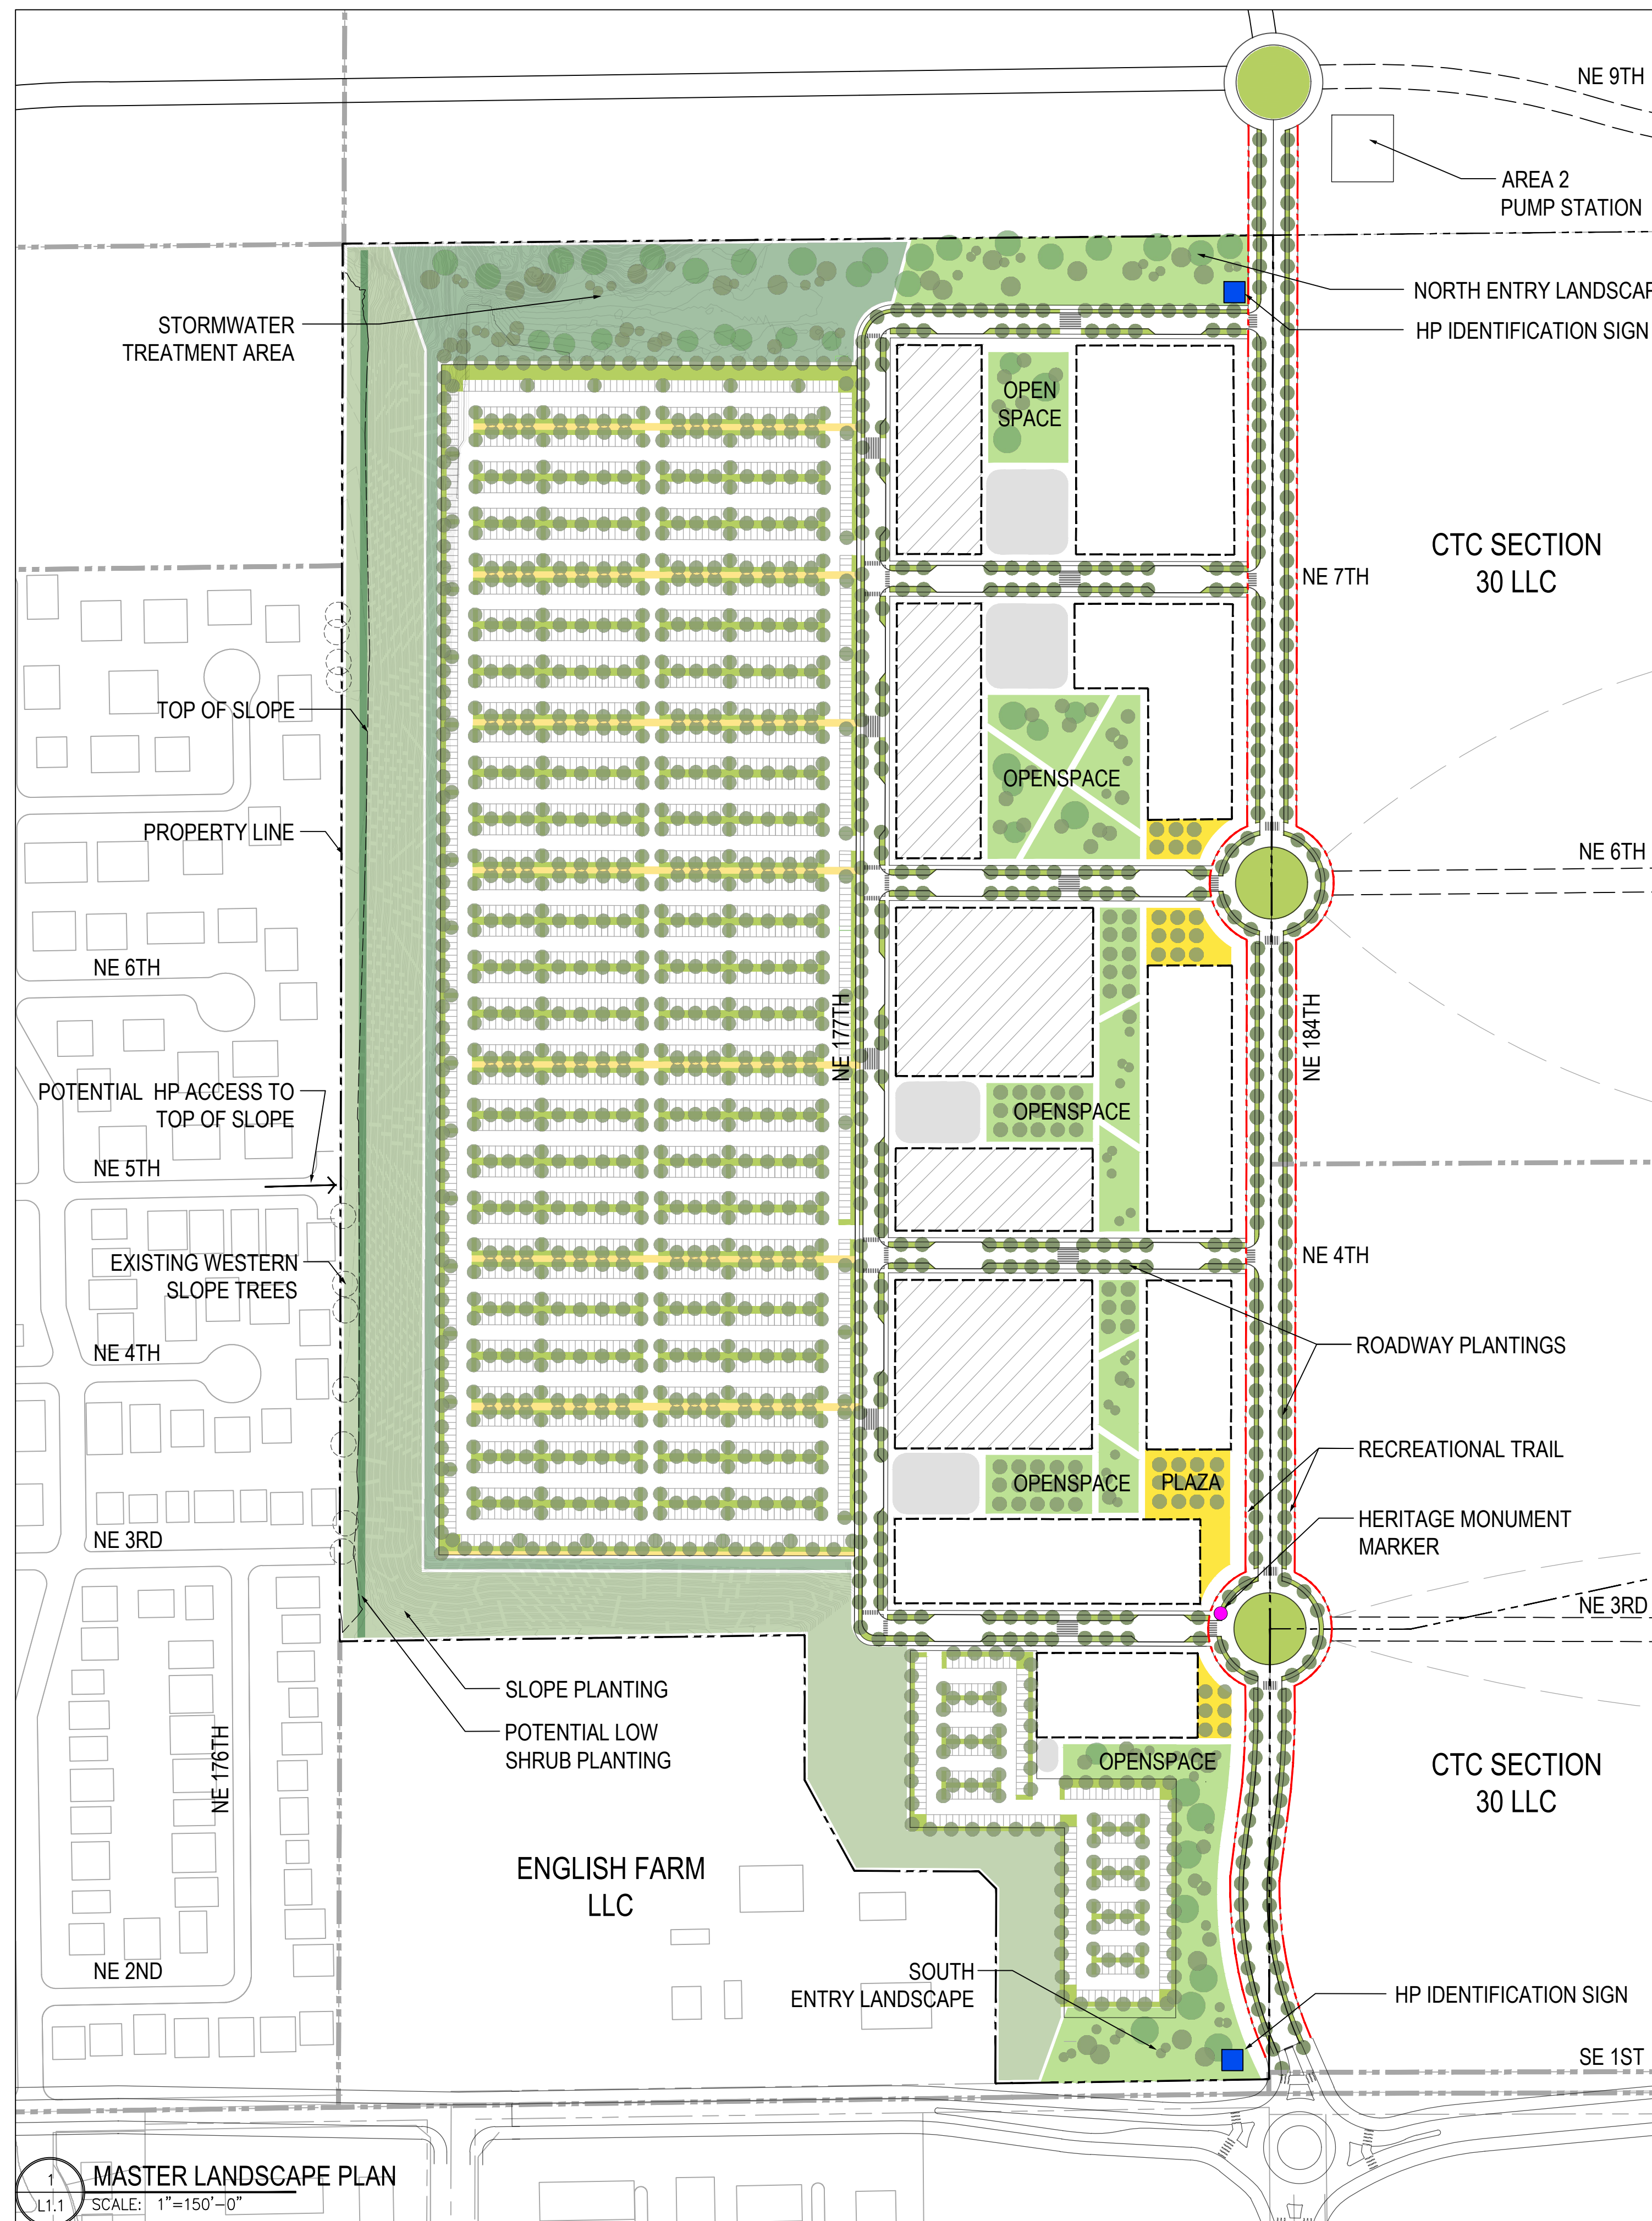 NE 9TH
AREA 2
PUMP STATION
NORTH ENTRY LANDSCAP
HP IDENTIFICATION SIGN
STORMWATER
TREATMENT AREA
OPEN
SPACE
CTC SECTION
30 LLC
NE 7TH
TOP OF SLOPE
OPENSPACE
PROPERTY LINE
NE 6TH
NE 6TH
NE 177TH
NE 184TH
POTENTIAL HP ACCESS TO
TOP OF SLOPE
OPENSPACE
NE 5TH
EXISTING WESTERN
SLOPE TREES
NE 4TH
NE 4TH
ROADWAY PLANTINGS
RECREATIONAL TRAIL
OPENSPACE
PLAZA
HERITAGE MONUMENT
MARKER
NE 3RD
NE 3RD
SLOPE PLANTING
POTENTIAL LOW
SHRUB PLANTING
NE 176TH
OPENSPACE
CTC SECTION
30 LLC
ENGLISH FARM
LLC
NE 2ND
SOUTH
ENTRY LANDSCAPE
HP IDENTIFICATION SIGN
SE 1ST
1
L1.1
MASTER LANDSCAPE PLAN
SCALE: 1"=150'-0"